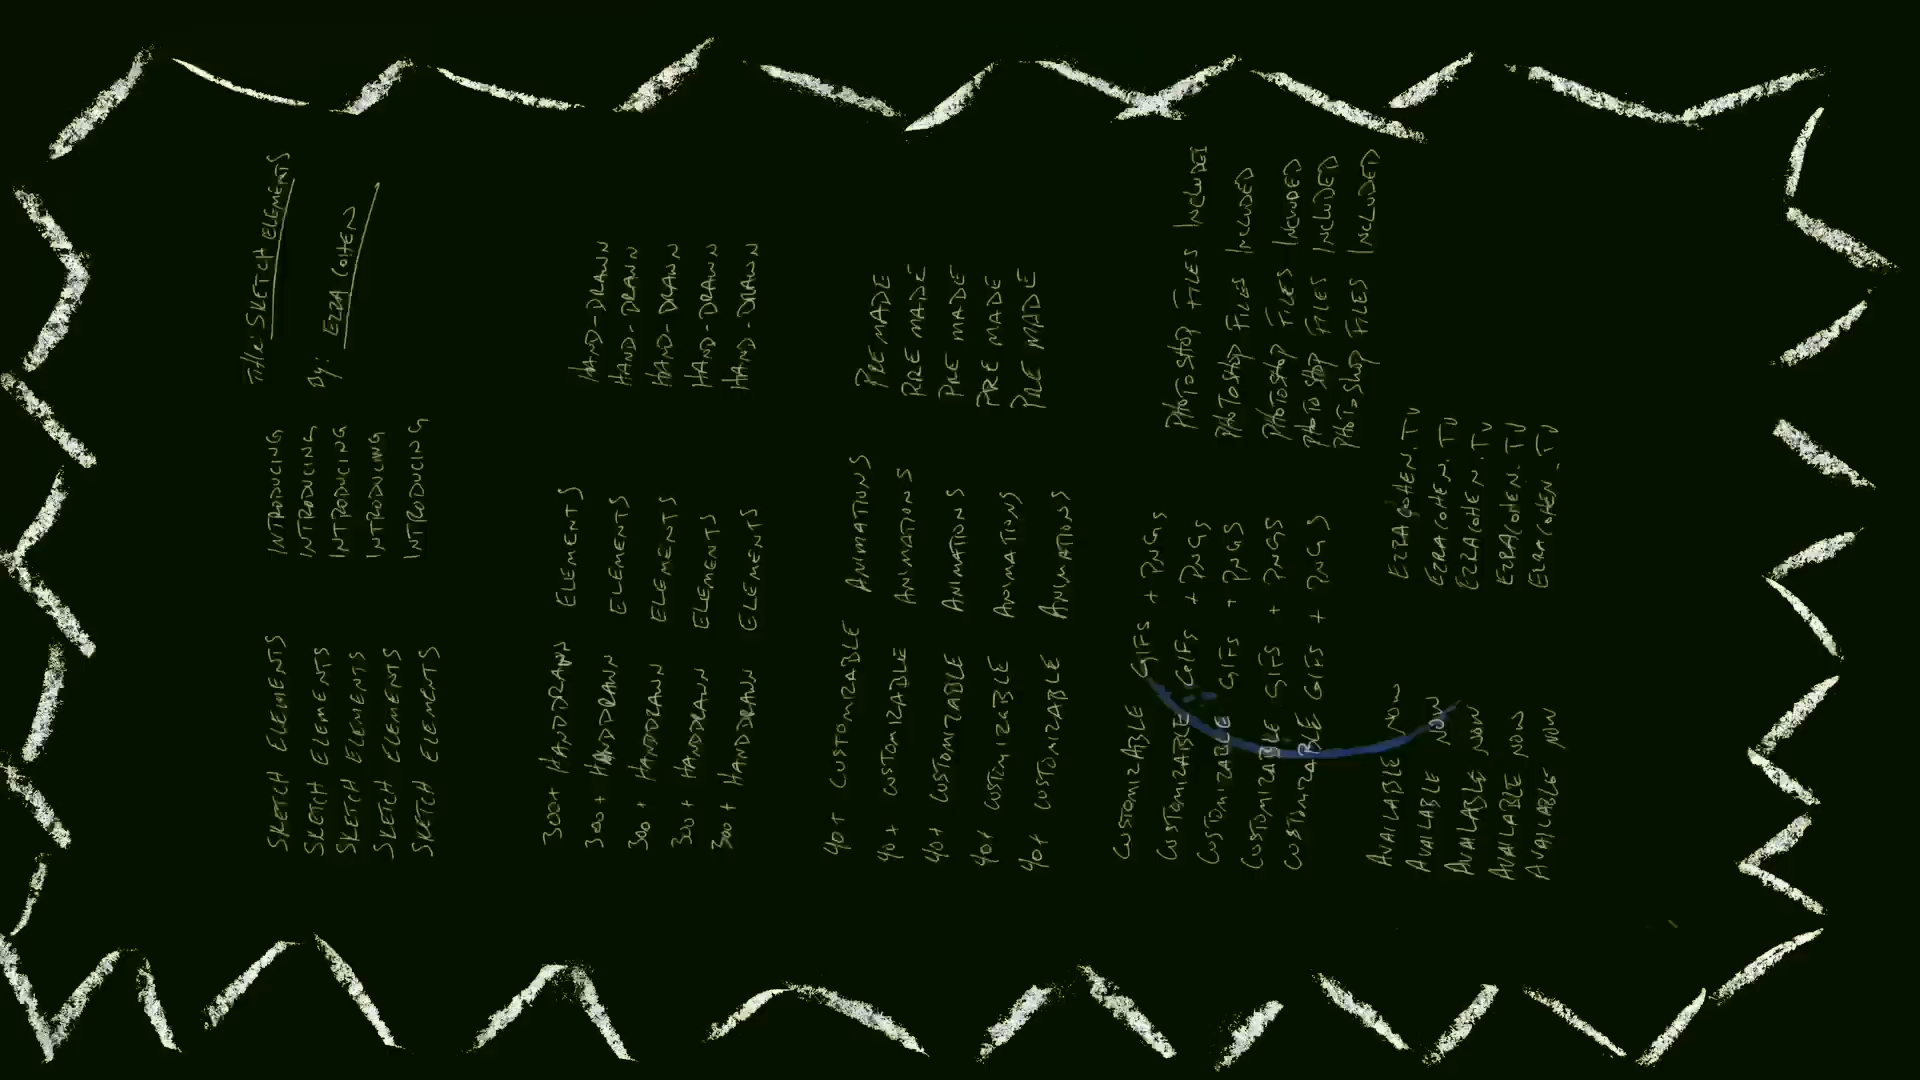 Title: SKETCH ELEMENTS
By: EZRA COHEN
SKETCH ELEMENTS
SKETCH ELEMENTS
SKETCH ELEMENTS
SKETCH ELEMENTS
SKETCH ELEMENTS
INTRODUCING
INTRODUCING
INTRODUCING
INTRODUCING
INTRODUCING
300+ HANDDRAWN ELEMENTS
300+ HANDDRAWN ELEMENTS
300+ HANDDRAWN ELEMENTS
300+ HANDDRAWN ELEMENTS
300+ HANDDRAWN ELEMENTS
HAND-DRAWN
HAND-DRAWN
HAND-DRAWN
HAND-DRAWN
HAND-DRAWN
40+ CUSTOMIZABLE ANIMATIONS
40+ CUSTOMIZABLE ANIMATIONS
40+ CUSTOMIZABLE ANIMATIONS
40+ CUSTOMIZABLE ANIMATIONS
40+ CUSTOMIZABLE ANIMATIONS
PRE MADE
PRE MADE
PRE MADE
PRE MADE
PRE MADE
CUSTOMIZABLE GIFS + PNGS
CUSTOMIZABLE GIFS + PNGS
CUSTOMIZABLE GIFS + PNGS
CUSTOMIZABLE GIFS + PNGS
CUSTOMIZABLE GIFS + PNGS
PHOTOSHOP FILES INCLUDED
PHOTOSHOP FILES INCLUDED
PHOTOSHOP FILES INCLUDED
PHOTOSHOP FILES INCLUDED
PHOTOSHOP FILES INCLUDED
AVAILABLE NOW
AVAILABLE NOW
AVAILABLE NOW
AVAILABLE NOW
AVAILABLE NOW
EZRACOHEN.TV
EZRACOHEN.TV
EZRACOHEN.TV
EZRACOHEN.TV
EZRACOHEN.TV